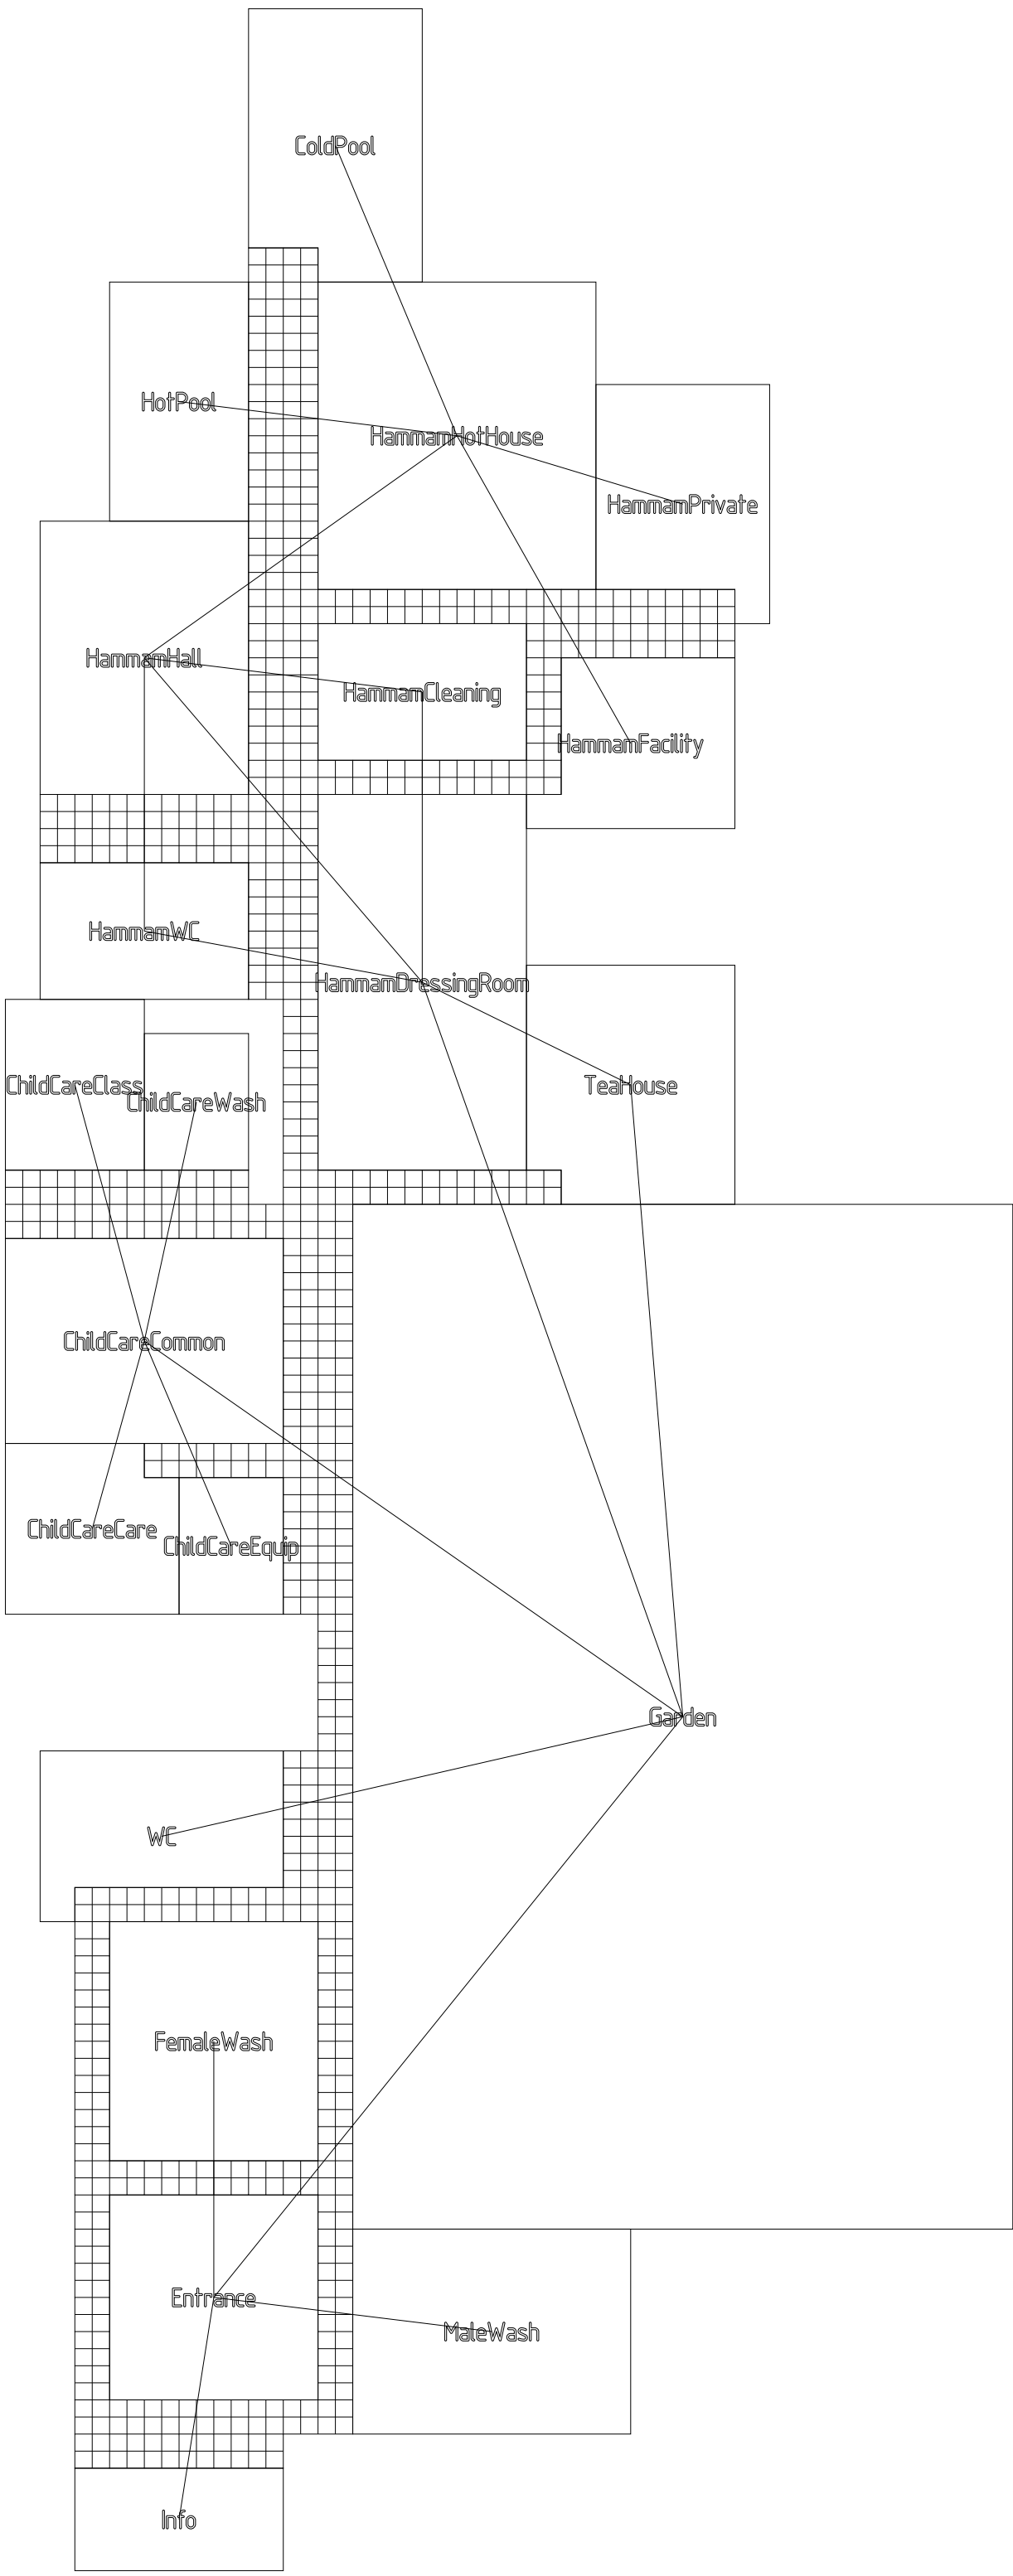 ColdPool
HotPool
HammamHotHouse
HammamPrivate
HammamHall
HammamCleaning
HammamFacility
HammamWC
HammamDressingRoom
ChildCareClass
ChildCareWash
TeaHouse
ChildCareCommon
ChildCareCare
ChildCareEquip
Garden
WC
FemaleWash
Entrance
MaleWash
Info